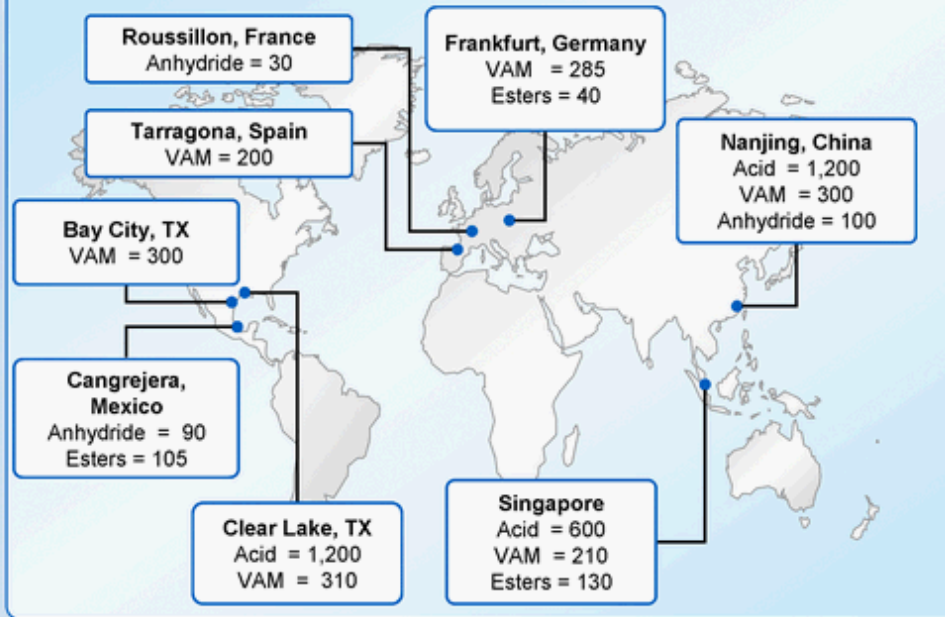 Roussillon, France
Anhydride = 30
Frankfurt, Germany
VAM = 285
Esters = 40
Tarragona, Spain
VAM = 200
Nanjing, China
Acid = 1,200
VAM = 300
Anhydride = 100
Bay City, TX
VAM = 300
Cangrejera,
Mexico
Anhydride = 90
Esters = 105
Clear Lake, TX
Acid = 1,200
VAM = 310
Singapore
Acid = 600
VAM = 210
Esters = 130